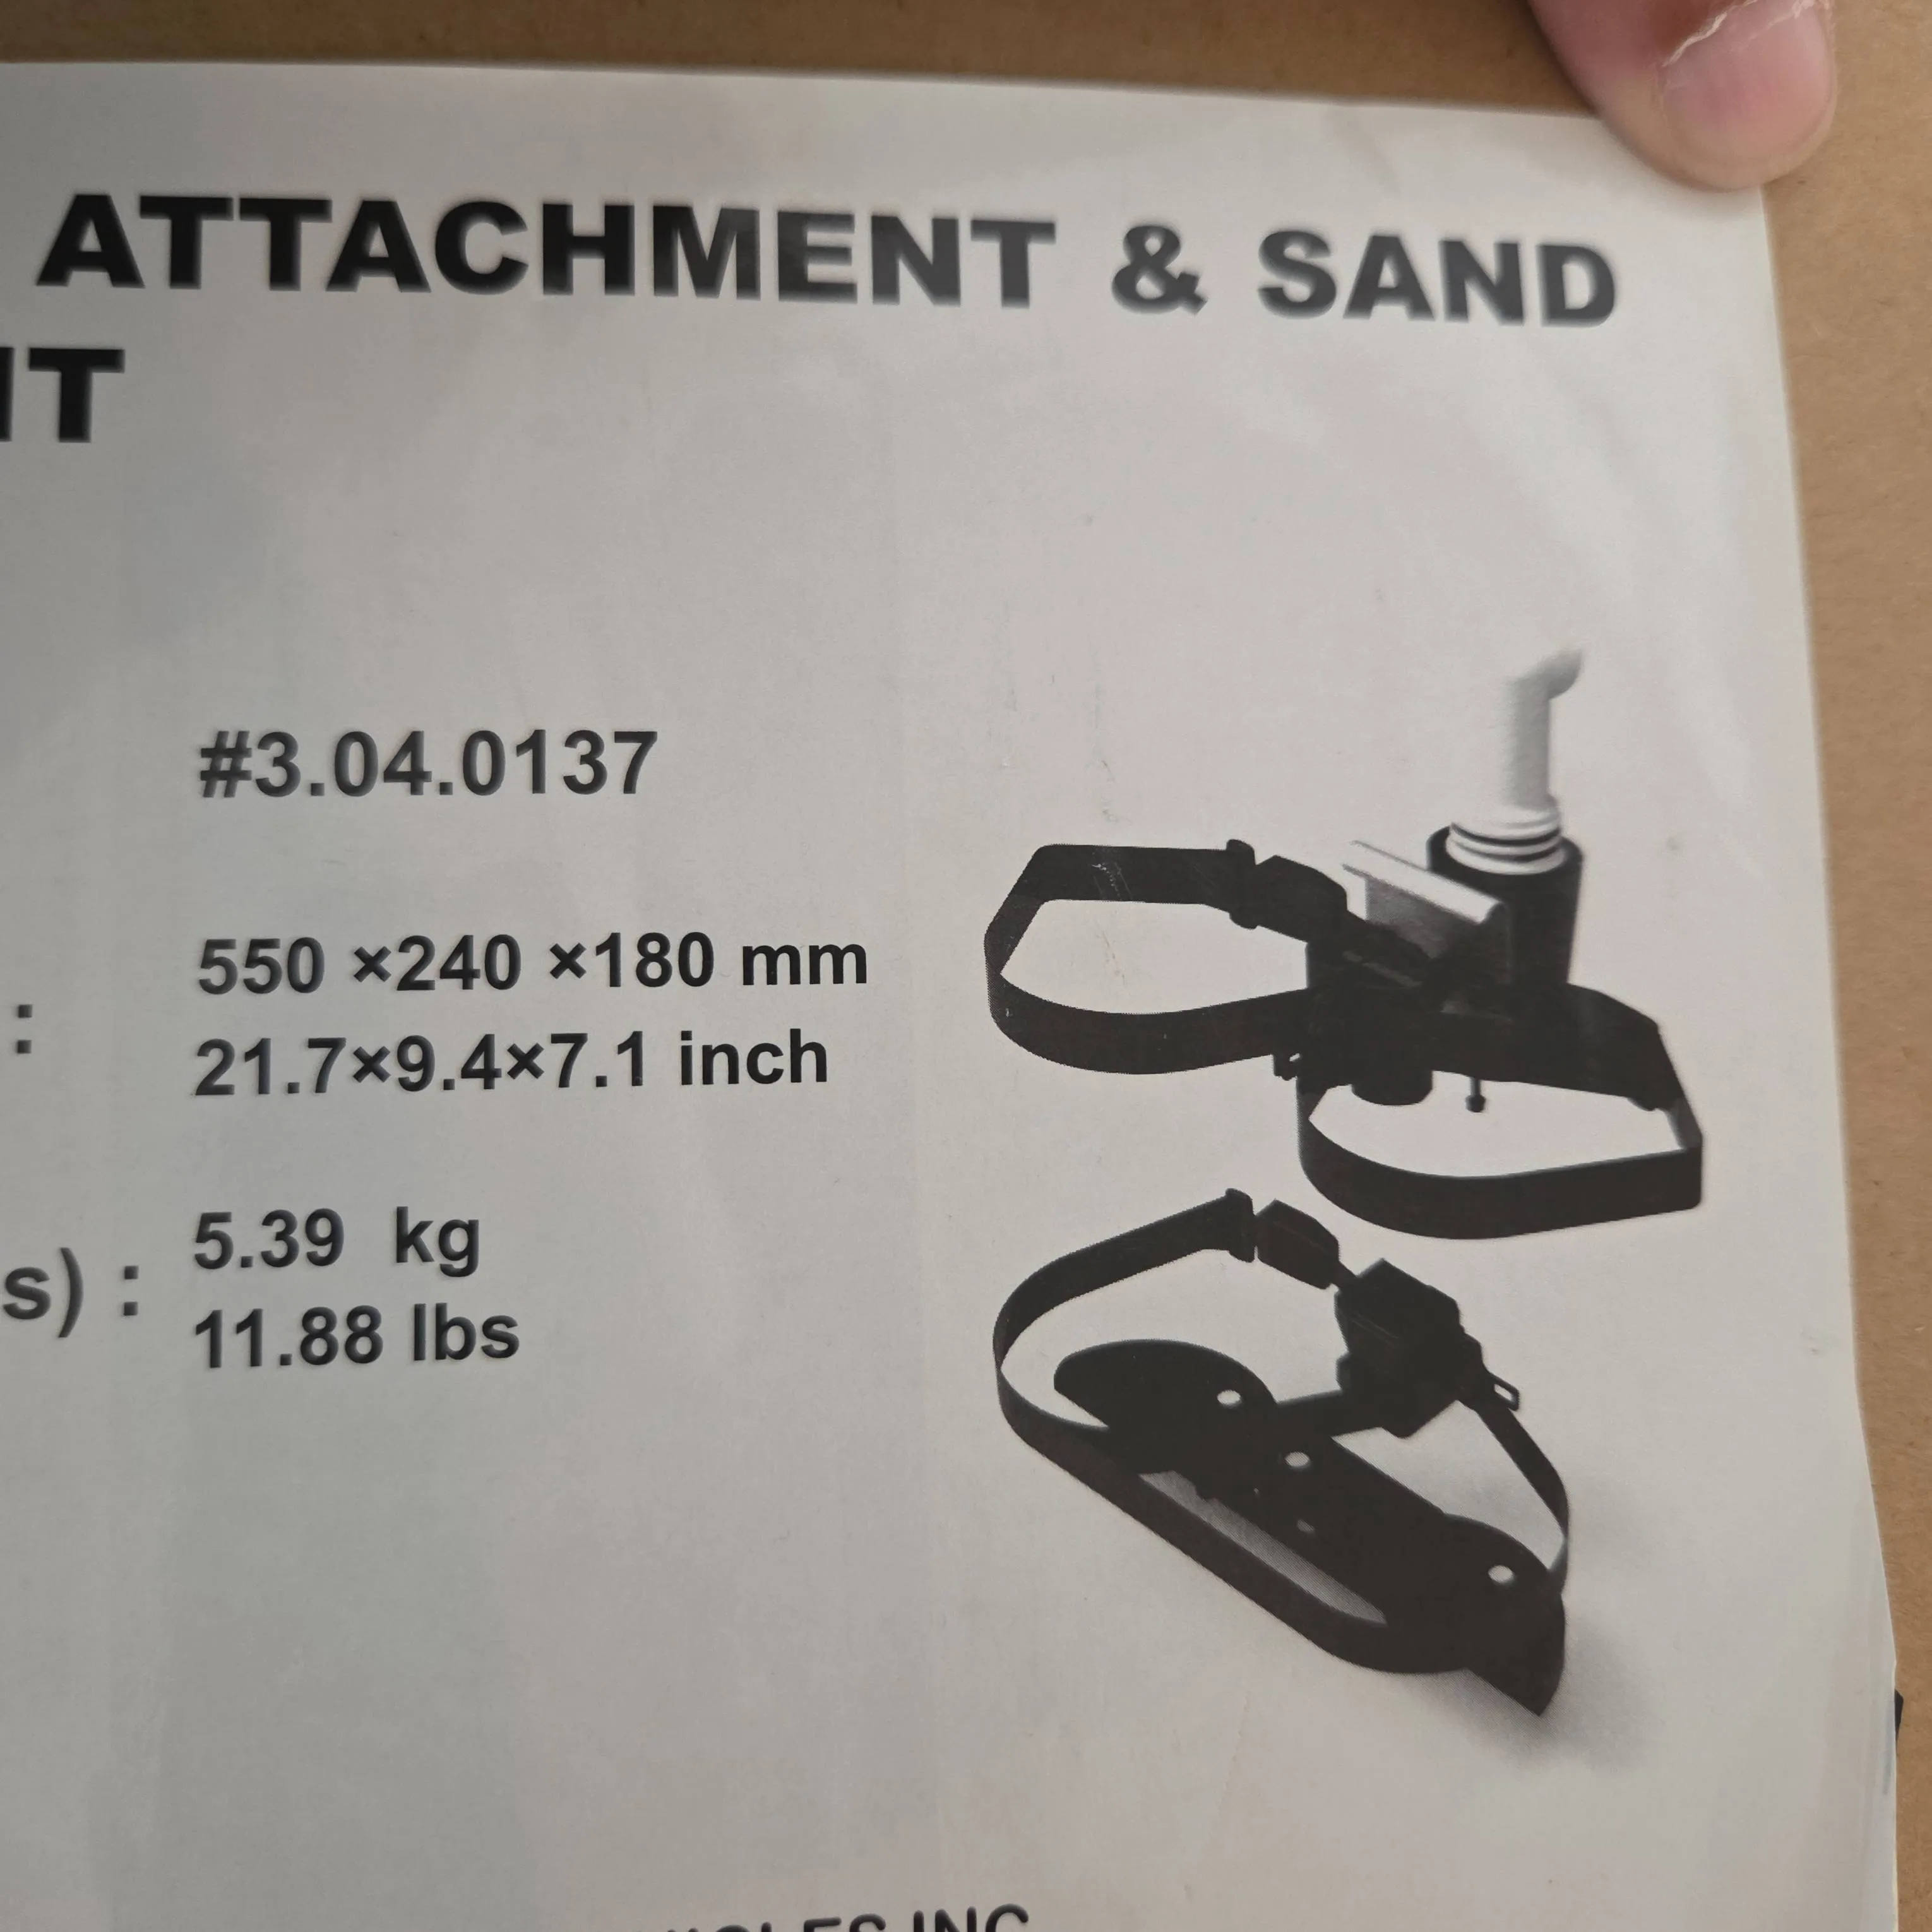 ATTACHMENT & SAND
#3.04.0137
550 ×240 ×180 mm
:
21.7×9.4×7.1 inch
5.39 kg
s) :
11.88 lbs
INC